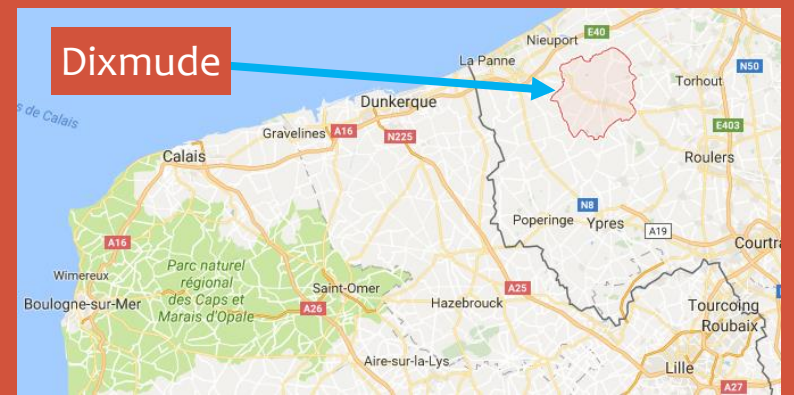 Dixmude
Nieuport
E40
La Panne
N50
Torhout
Dunkerque
s de Calais
Gravelines
A16
N225
E403
Calais
Roulers
N8
Poperinge
Ypres
A19
Courtra
A16
Parc naturel
régional
des Caps et
Marais d'Opale
Wimereux
Saint-Omer
A25
Boulogne-sur-Mer
A26
Hazebrouck
Tourcoing
Roubaix
Aire-sur-la-Lys
Lille
A27